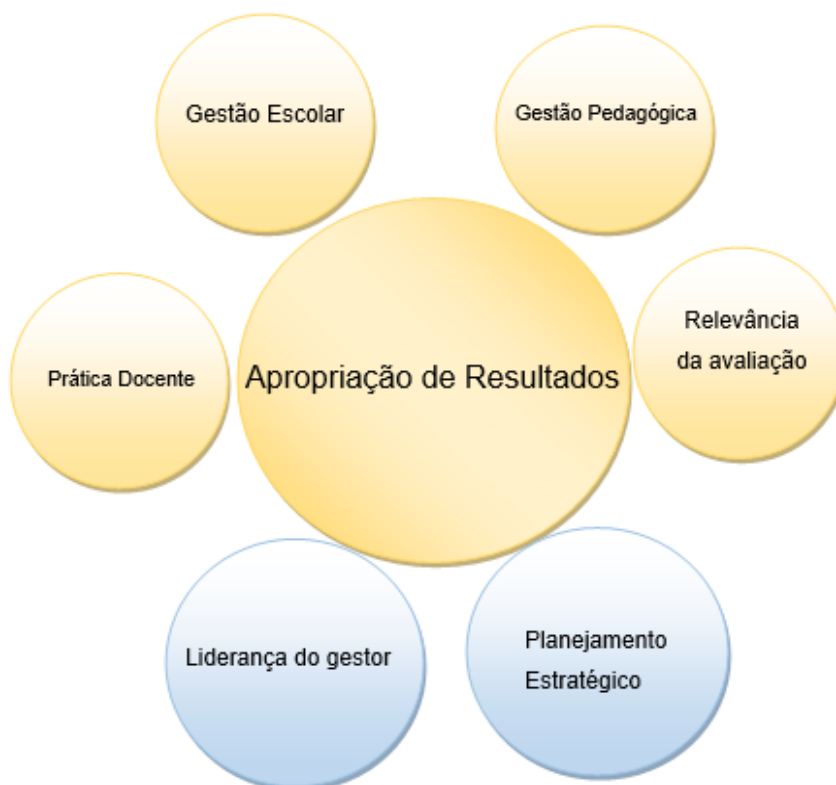 Gestão Escolar
Gestão Pedagógica
Relevância
da avaliação
Prática Docente
Apropriação de Resultados
Liderança do gestor
Planejamento
Estratégico